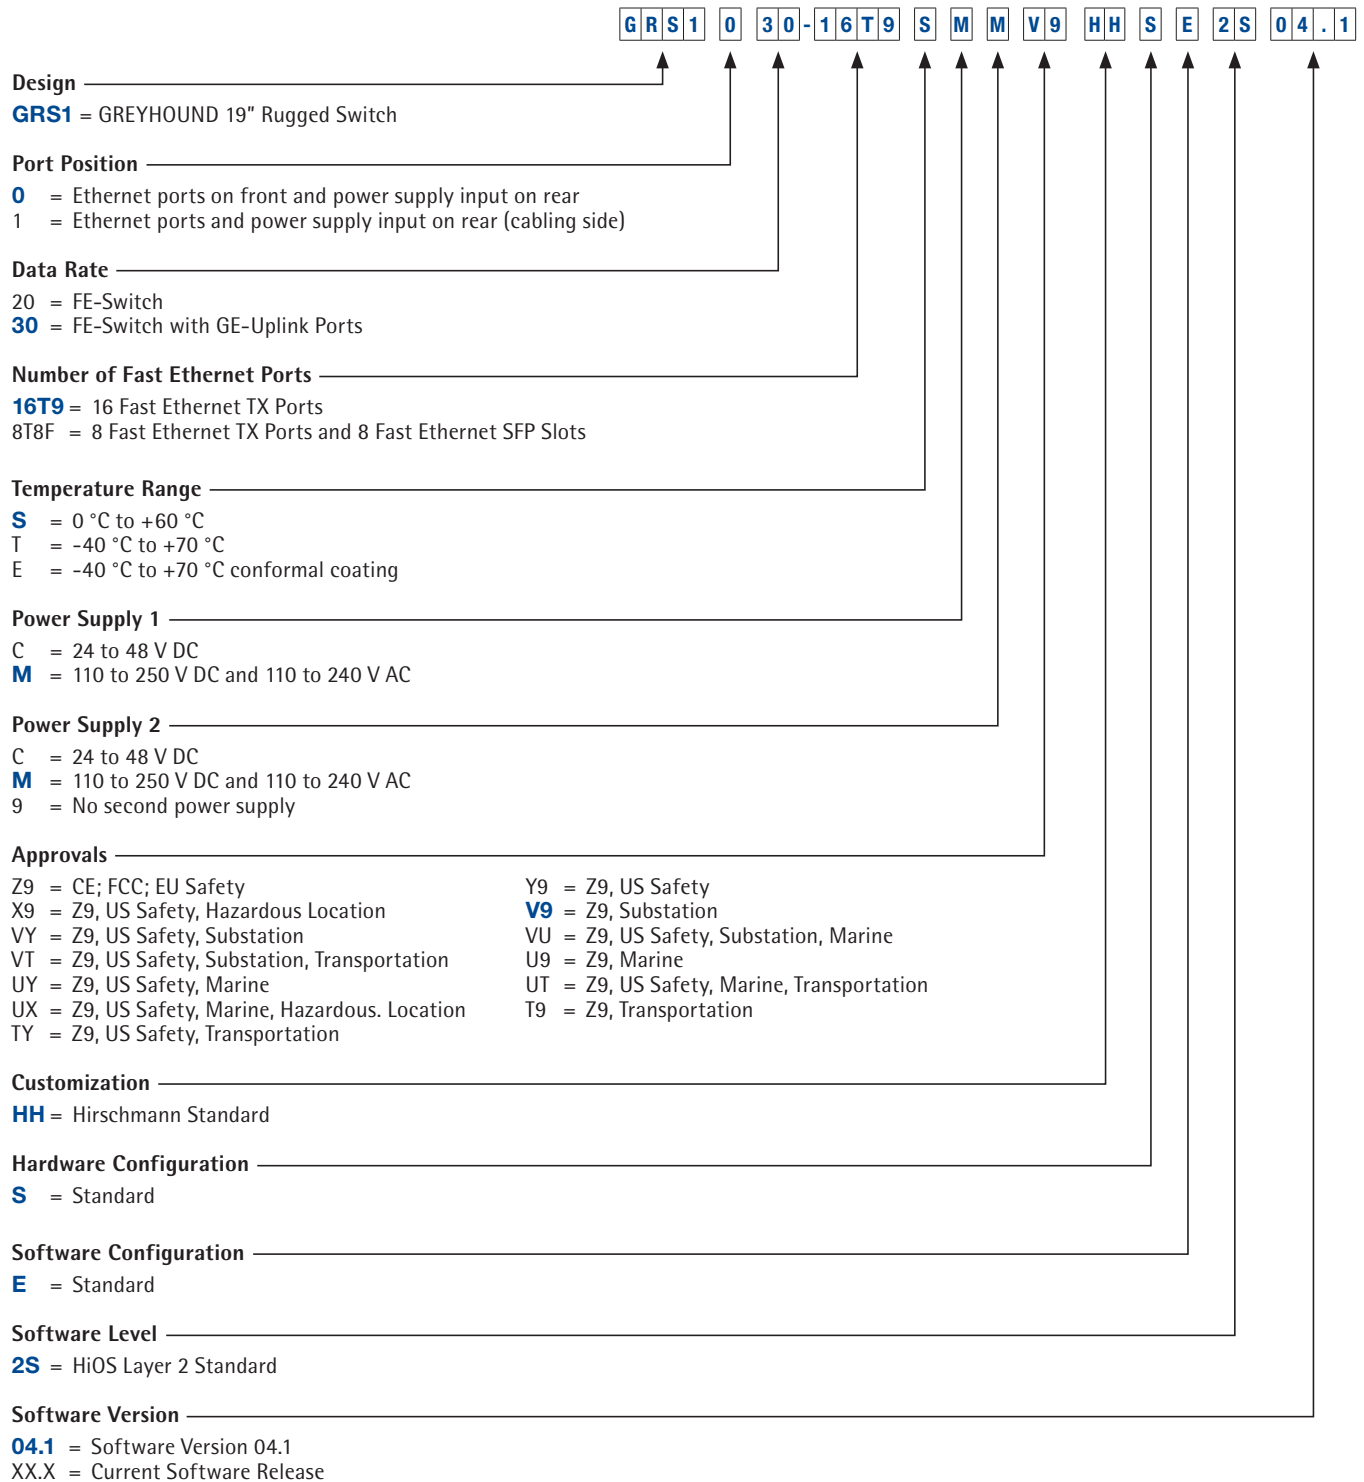 GRS1 0 30-16T9 S M M V9 HH S E 2S 04.1
Design
GRS1 = GREYHOUND 19" Rugged Switch
Port Position
0 = Ethernet ports on front and power supply input on rear
1 = Ethernet ports and power supply input on rear (cabling side)
Data Rate
20 = FE-Switch
30 = FE-Switch with GE-Uplink Ports
Number of Fast Ethernet Ports
16T9 = 16 Fast Ethernet TX Ports
8T8F = 8 Fast Ethernet TX Ports and 8 Fast Ethernet SFP Slots
Temperature Range
S = 0 °C to +60 °C
T = -40 °C to +70 °C
E = -40 °C to +70 °C conformal coating
Power Supply 1
C = 24 to 48 V DC
M = 110 to 250 V DC and 110 to 240 V AC
Power Supply 2
C = 24 to 48 V DC
M = 110 to 250 V DC and 110 to 240 V AC
9 = No second power supply
Approvals
Z9 = CE; FCC; EU Safety
X9 = Z9, US Safety, Hazardous Location
VY = Z9, US Safety, Substation
VT = Z9, US Safety, Substation, Transportation
UY = Z9, US Safety, Marine
UX = Z9, US Safety, Marine, Hazardous. Location
TY = Z9, US Safety, Transportation
Y9 = Z9, US Safety
V9 = Z9, Substation
VU = Z9, US Safety, Substation, Marine
U9 = Z9, Marine
UT = Z9, US Safety, Marine, Transportation
T9 = Z9, Transportation
Customization
HH = Hirschmann Standard
Hardware Configuration
S = Standard
Software Configuration
E = Standard
Software Level
2S = HiOS Layer 2 Standard
Software Version
04.1 = Software Version 04.1
XX.X = Current Software Release